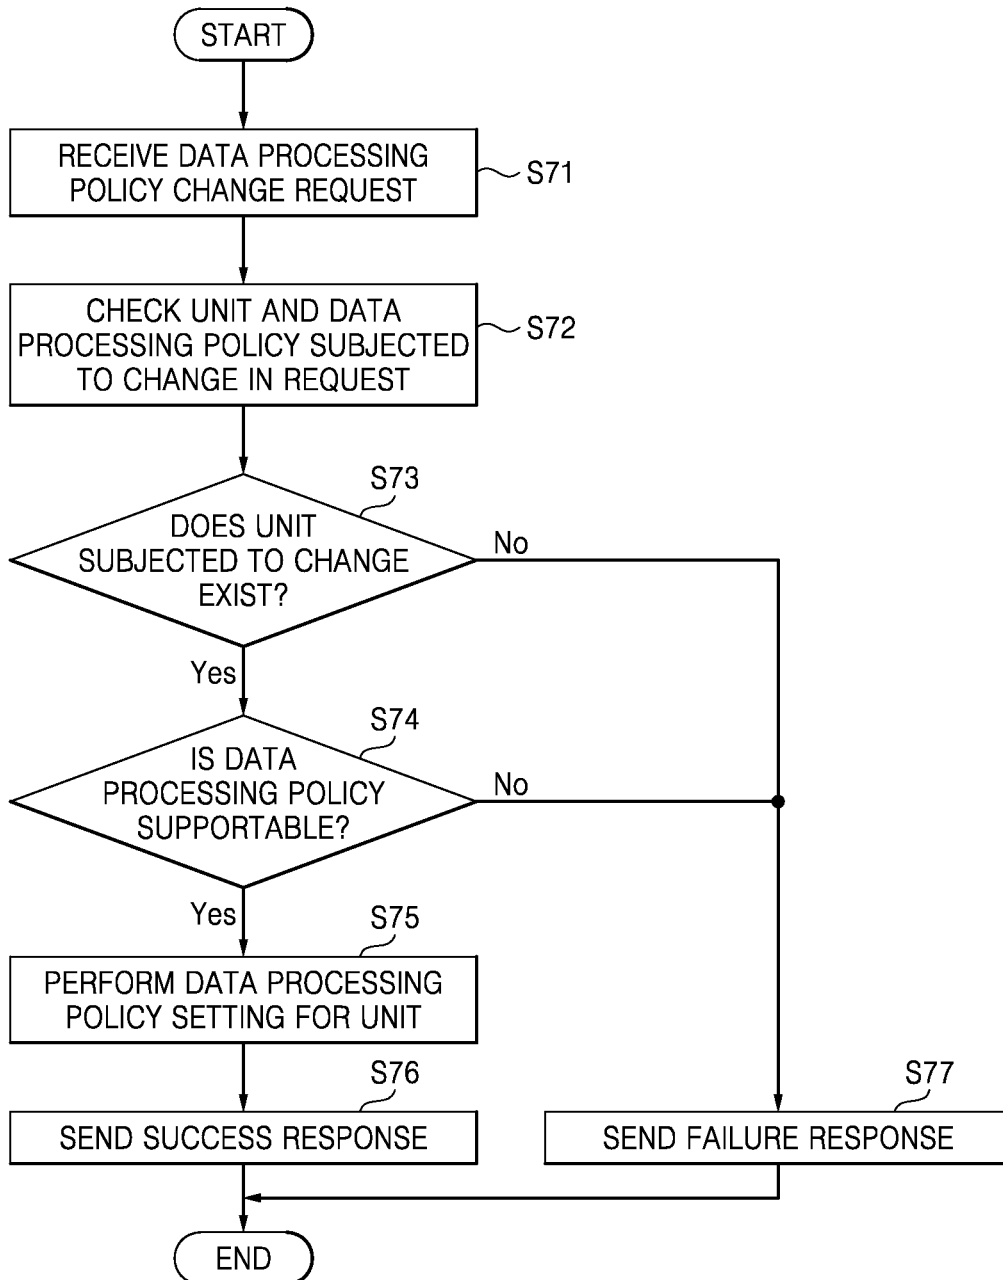 START
RECEIVE DATA PROCESSING
POLICY CHANGE REQUEST
S71
CHECK UNIT AND DATA
PROCESSING POLICY SUBJECTED
TO CHANGE IN REQUEST
S72
S73
DOES UNIT
SUBJECTED TO CHANGE
EXIST?
No
Yes
S74
IS DATA
PROCESSING POLICY
SUPPORTABLE?
No
Yes
S75
PERFORM DATA PROCESSING
POLICY SETTING FOR UNIT
S76
SEND SUCCESS RESPONSE
S77
SEND FAILURE RESPONSE
END